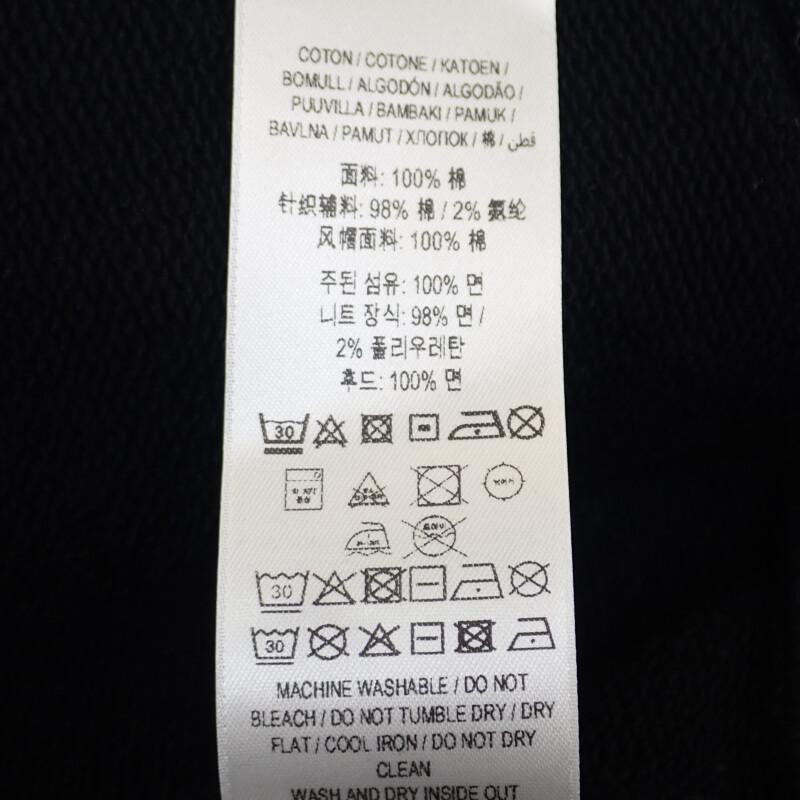 COTON / COTONE / KATOEN /
BOMULL / ALGODÓN / ALGODÃO /
PUUVILLA / BAMBAKI / PAMUK /
BAVLNA / PAMUT / ХЛОПОК / 棉 / قطن
面料: 100% 棉
针织辅料: 98% 棉 / 2% 氨纶
风帽面料: 100% 棉
주된 섬유: 100% 면
니트 장식: 98% 면 /
2% 폴리우레탄
후드: 100% 면
30
30
30
MACHINE WASHABLE / DO NOT
BLEACH / DO NOT TUMBLE DRY / DRY
FLAT / COOL IRON / DO NOT DRY
CLEAN
WASH AND DRY INSIDE OUT